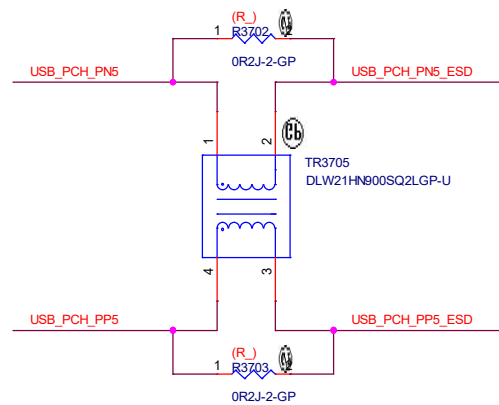 (R_)
1 R3702 2
0R2J-2-GP
USB_PCH_PN5 USB_PCH_PN5_ESD
1 2
TR3705
DLW21HN900SQ2LGP-U
4 3
USB_PCH_PP5 USB_PCH_PP5_ESD
(R_)
1 R3703 2
0R2J-2-GP